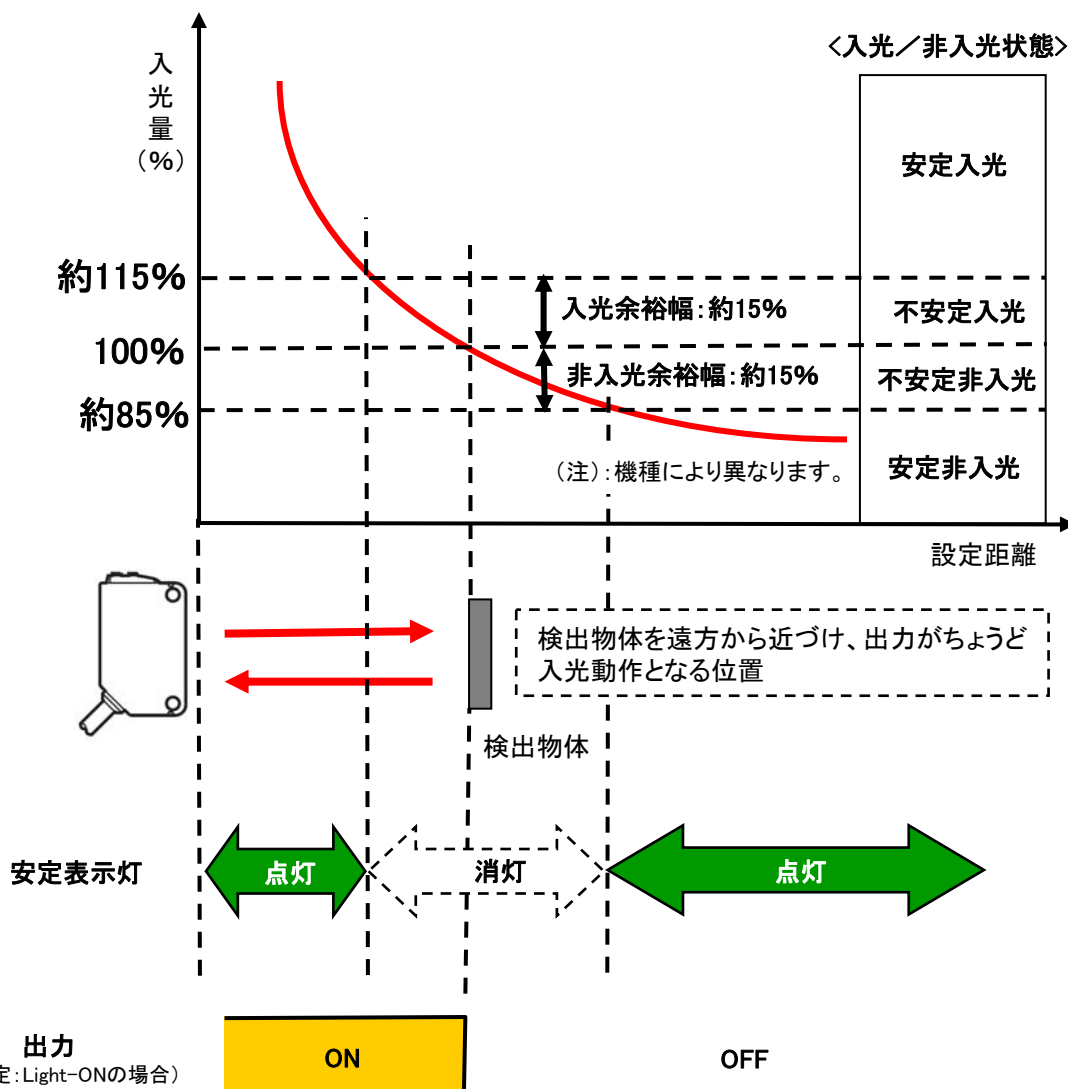 〈入光／非入光状態〉
入
光
量
（％）
安定入光
約115%
入光余裕幅：約15%
不安定入光
100%
非入光余裕幅：約15%
不安定非入光
約85%
（注）：機種により異なります。
安定非入光
設定距離
検出物体を遠方から近づけ、出力がちょうど
入光動作となる位置
検出物体
安定表示灯
点灯
消灯
点灯
出力
ON
OFF
定：Light-ONの場合）